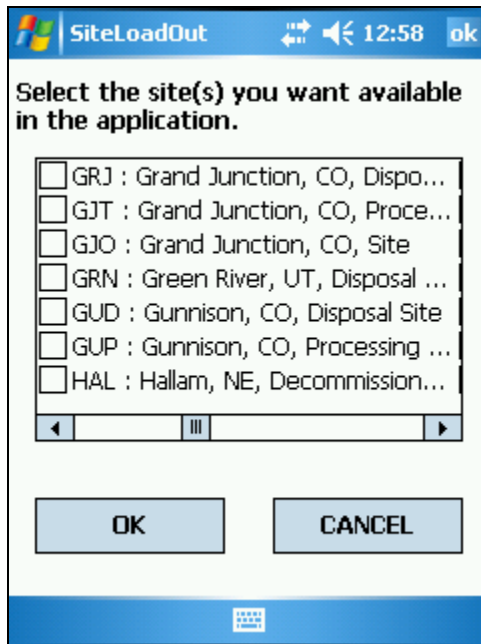 SiteLoadOut 12:58 ok
Select the site(s) you want available
in the application.
GRJ : Grand Junction, CO, Dispo...
GJT : Grand Junction, CO, Proce...
GJO : Grand Junction, CO, Site
GRN : Green River, UT, Disposal ...
GUD : Gunnison, CO, Disposal Site
GUP : Gunnison, CO, Processing ...
HAL : Hallam, NE, Decommission...
OK CANCEL